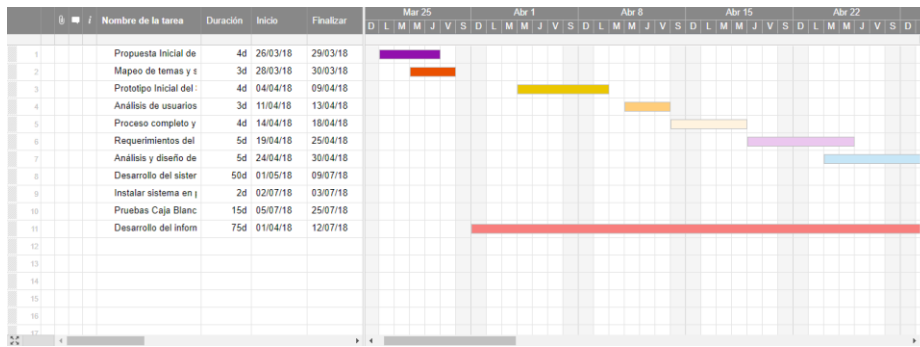 Mar 25 Abr 1 Abr 8 Abr 15 Abr 22
i Nombre de la tarea Duración Inicio Finalizar D L M M J V S D L M M J V S D L M M J V S D L M M J V S D L M M J V S D
1 Propuesta Inicial de 4d 26/03/18 29/03/18
2 Mapeo de temas y s 3d 28/03/18 30/03/18
3 Prototipo Inicial del 4d 04/04/18 09/04/18
4 Análisis de usuarios 3d 11/04/18 13/04/18
5 Proceso completo y 4d 14/04/18 18/04/18
6 Requerimientos del 5d 19/04/18 25/04/18
7 Análisis y diseño de 5d 24/04/18 30/04/18
8 Desarrollo del sister 50d 01/05/18 09/07/18
9 Instalar sistema en 2d 02/07/18 03/07/18
10 Pruebas Caja Blanc 15d 05/07/18 25/07/18
11 Desarrollo del inform 75d 01/04/18 12/07/18
12
13
14
15
16
17